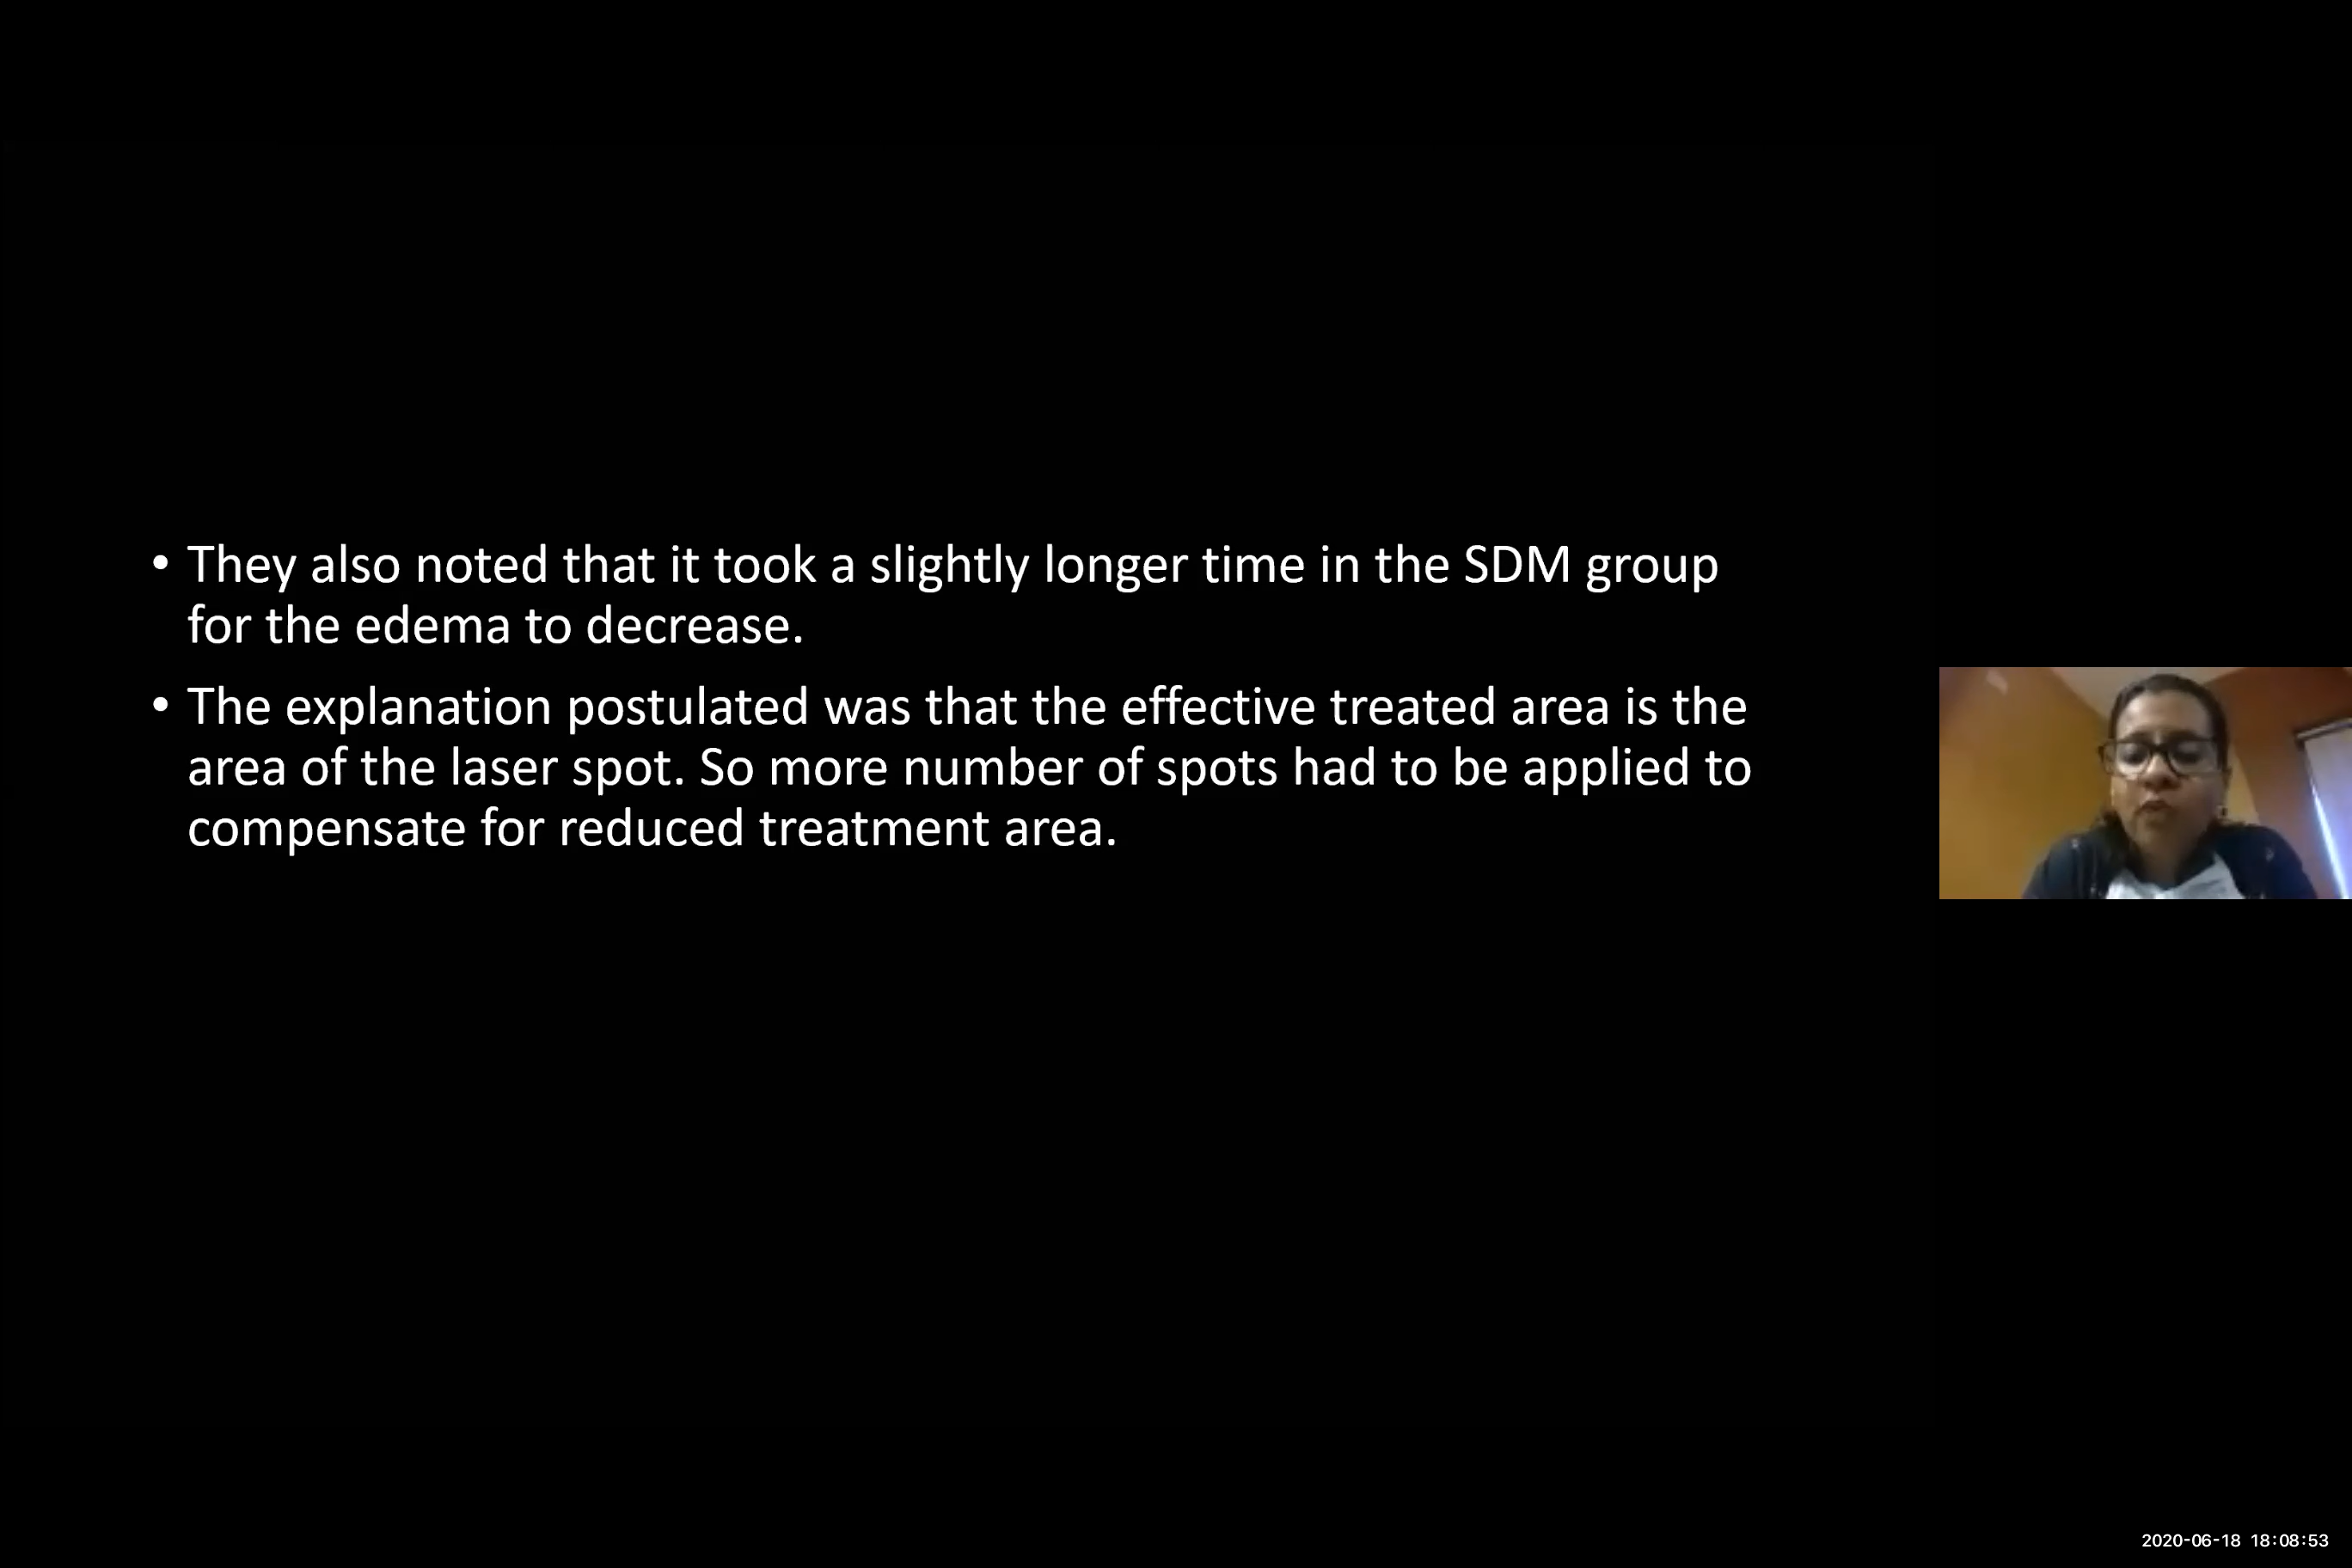 • They also noted that it took a slightly longer time in the SDM group
for the edema to decrease.
• The explanation postulated was that the effective treated area is the
area of the laser spot. So more number of spots had to be applied to
compensate for reduced treatment area.
2020-06-18 18:08:53